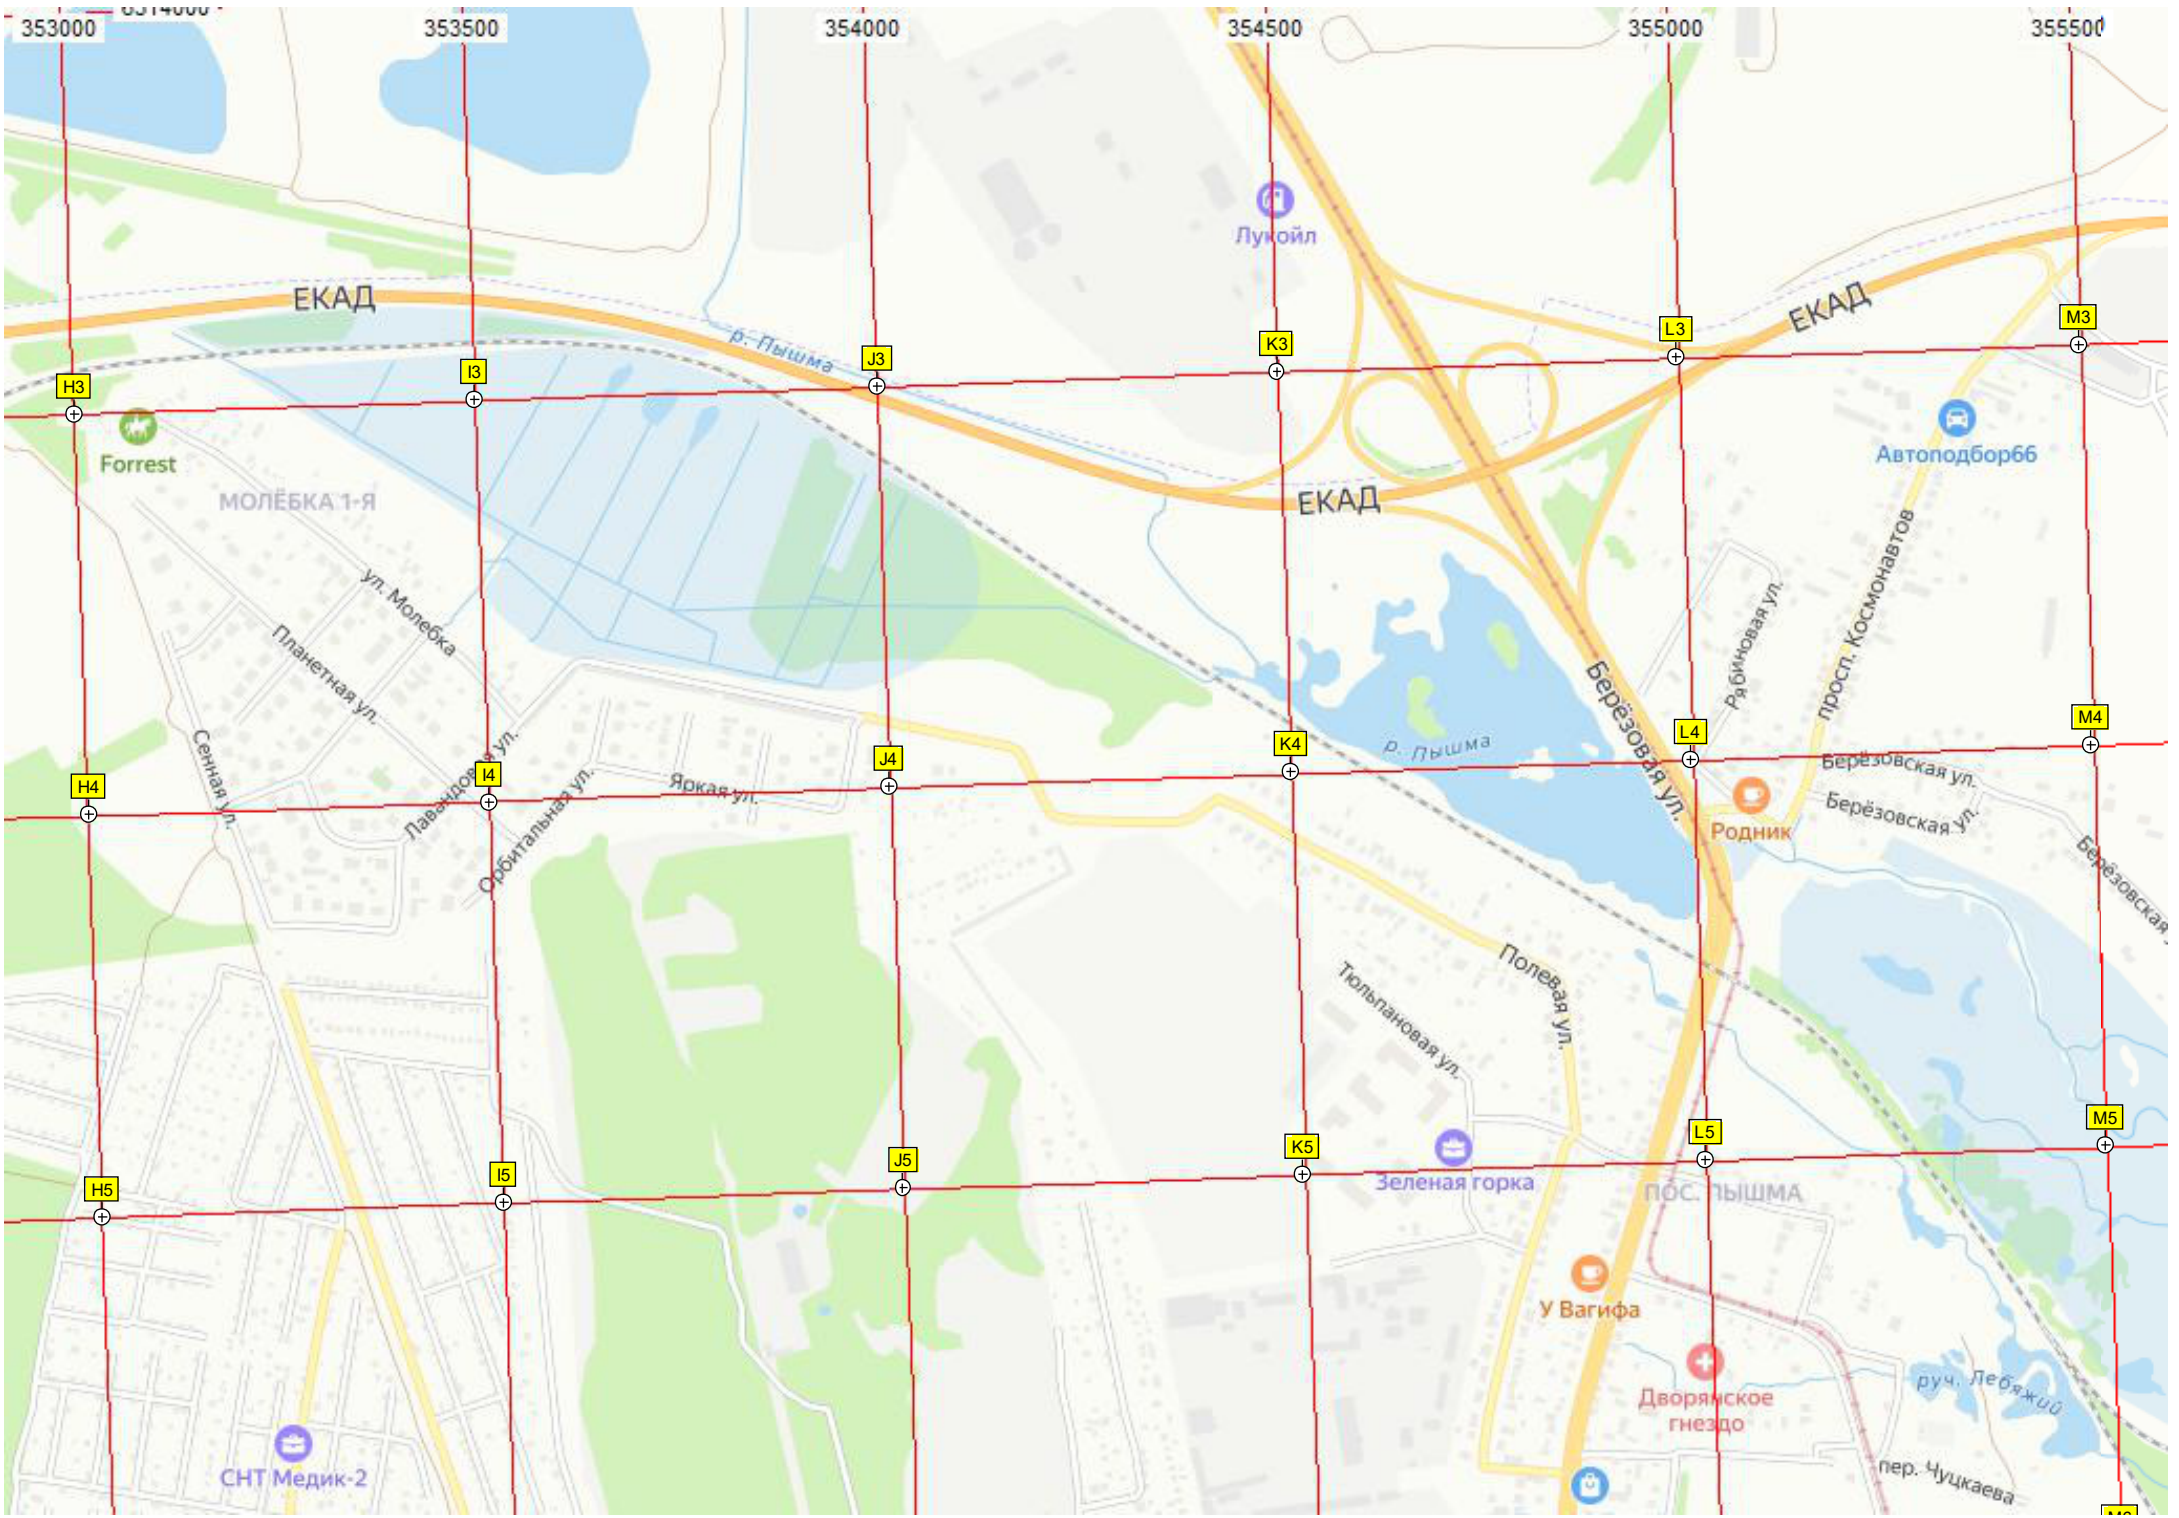 6314000
353000
353500
354000
354500
355000
355500
Лукойл
ЕКАД
ЕКАД
M3
L3
р. Пышма
K3
J3
I3
H3
Forrest
Автоподбор66
МОЛЁБКА 1-Я
ЕКАД
ул. Молебка
Планетная ул.
Рябиновая ул.
просп. Космонавтов
Берёзовая ул.
M4
L4
K4
р. Пышма
J4
I4
H4
Сенная ул.
Лавандовая ул.
Орбитальная ул.
Яркая ул.
Берёзовская ул.
Берёзовская ул.
Родник
Берёзовская
Полевая ул.
Тюльпановая ул.
M5
L5
K5
J5
I5
H5
Зеленая горка
ПОС. ПЫШМА
У Вагифа
Дворянское
гнездо
руч. Лебяжий
СНТ Медик-2
пер. Чуцкаева
M6